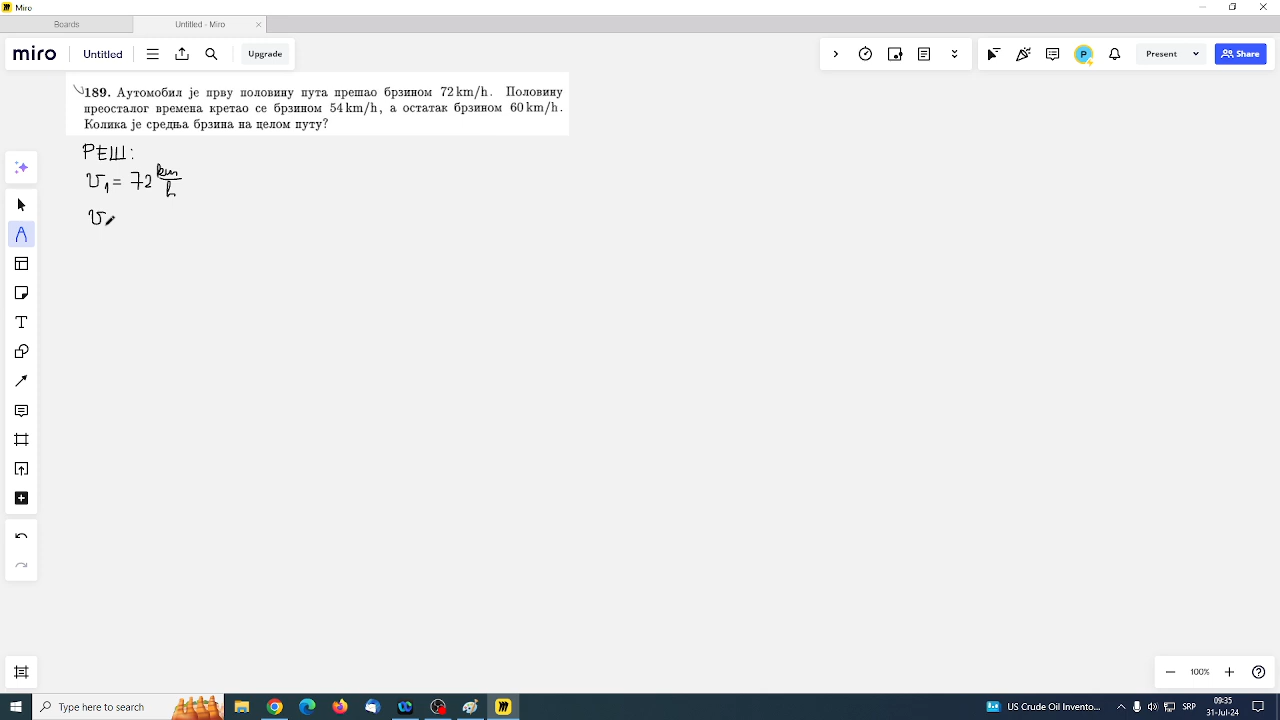 Miro
Boards
Untitled - Miro
miro
Untitled
Upgrade
Present
P
Share
189. Аутомобил је прву половину пута прешао брзином 72 km/h. Половину
преосталог времена кретао се брзином 54 km/h, а остатак брзином 60 km/h.
Колика је средња брзина на целом путу?
РЕШ:
v₁ = 72 km/h
v
T
100%
Type here to search
US Crude Oil Invento...
SRP
09:35
31-Jul-24